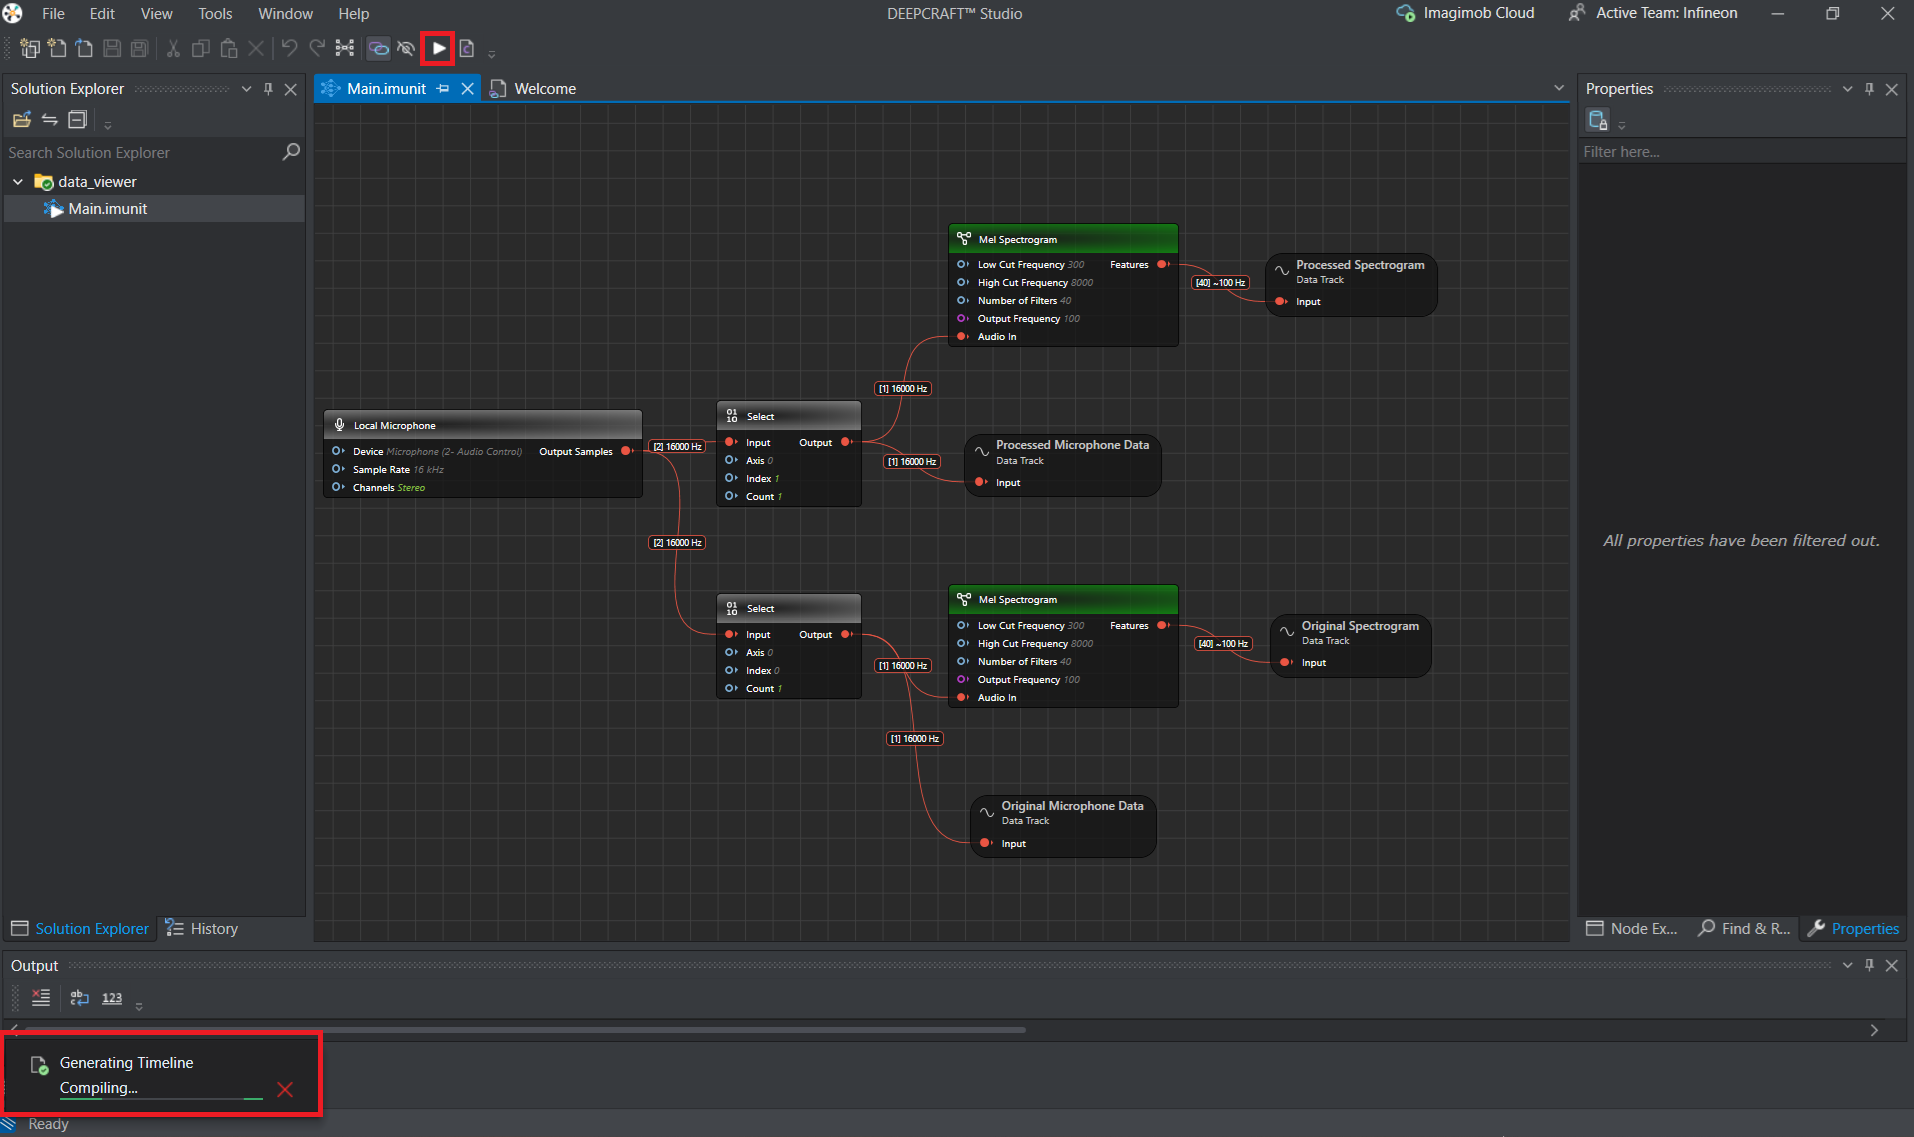 File Edit View Tools Window Help
DEEPCRAFT™ Studio
Imagimob Cloud
Active Team: Infineon
Solution Explorer
Search Solution Explorer
data_viewer
Main.imunit
Solution Explorer
History
Main.imunit
Welcome
Local Microphone
Device Microphone (2- Audio Control) Output Samples
Sample Rate 16 kHz
Channels Stereo
[2] 16000 Hz
[2] 16000 Hz
Select
Input Output
Axis 0
Index 1
Count 1
[1] 16000 Hz
[1] 16000 Hz
Mel Spectrogram
Low Cut Frequency 300 Features
High Cut Frequency 8000
Number of Filters 40
Output Frequency 100
Audio In
[40] ~100 Hz
Processed Spectrogram
Data Track
Input
Processed Microphone Data
Data Track
Input
Select
Input Output
Axis 0
Index 0
Count 1
[1] 16000 Hz
[1] 16000 Hz
Mel Spectrogram
Low Cut Frequency 300 Features
High Cut Frequency 8000
Number of Filters 40
Output Frequency 100
Audio In
[40] ~100 Hz
Original Spectrogram
Data Track
Input
Original Microphone Data
Data Track
Input
Properties
Filter here...
All properties have been filtered out.
Node Ex...
Find & R...
Properties
Output
123
Generating Timeline
Compiling...
Ready